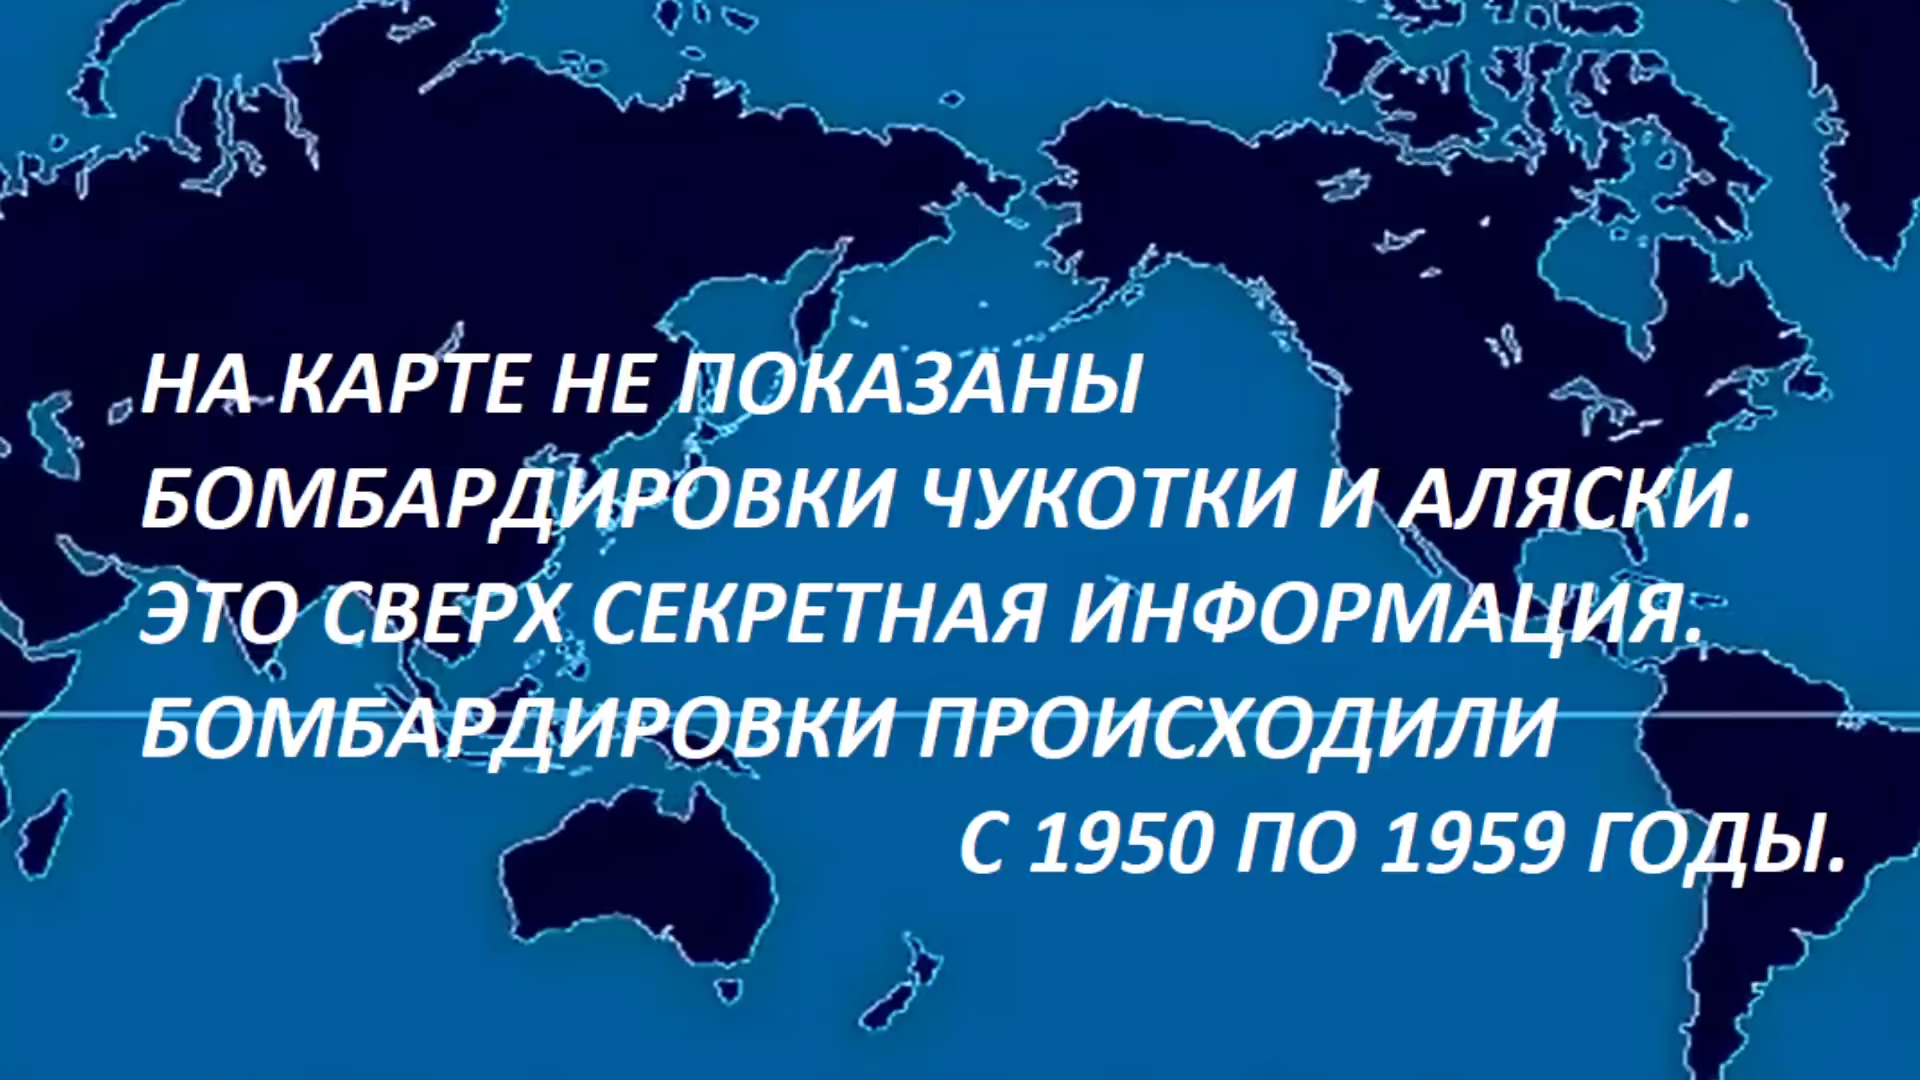 НА КАРТЕ НЕ ПОКАЗАНЫ
БОМБАРДИРОВКИ ЧУКОТКИ И АЛЯСКИ.
ЭТО СВЕРХ СЕКРЕТНАЯ ИНФОРМАЦИЯ.
БОМБАРДИРОВКИ ПРОИСХОДИЛИ
С 1950 ПО 1959 ГОДЫ.